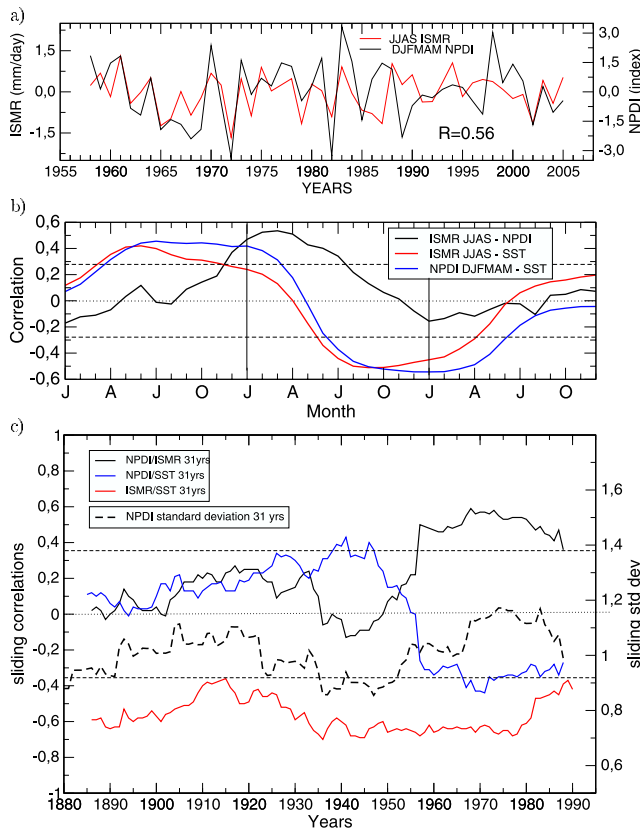 a)
ISMR (mm/day)
1,5
0,0
-1,5
JJAS ISMR
DJFMAM NPDI
R=0.56
3,0
1,5
0,0
-1,5
-3,0
NPDI (index)
1955 1960 1965 1970 1975 1980 1985 1990 1995 2000 2005
YEARS
b)
Correlation
0,6
0,4
0,2
0
-0,2
-0,4
-0,6
ISMR JJAS - NPDI
ISMR JJAS - SST
NPDI DJFMAM - SST
J A J O J A J O J A J O
Month
c)
sliding correlations
1
0,8
0,6
0,4
0,2
0
-0,2
-0,4
-0,6
-0,8
-1
NPDI/ISMR 31yrs
NPDI/SST 31yrs
ISMR/SST 31yrs
NPDI standard deviation 31 yrs
1,6
1,4
1,2
1
0,8
0,6
sliding std dev
1880 1890 1900 1910 1920 1930 1940 1950 1960 1970 1980 1990
Years